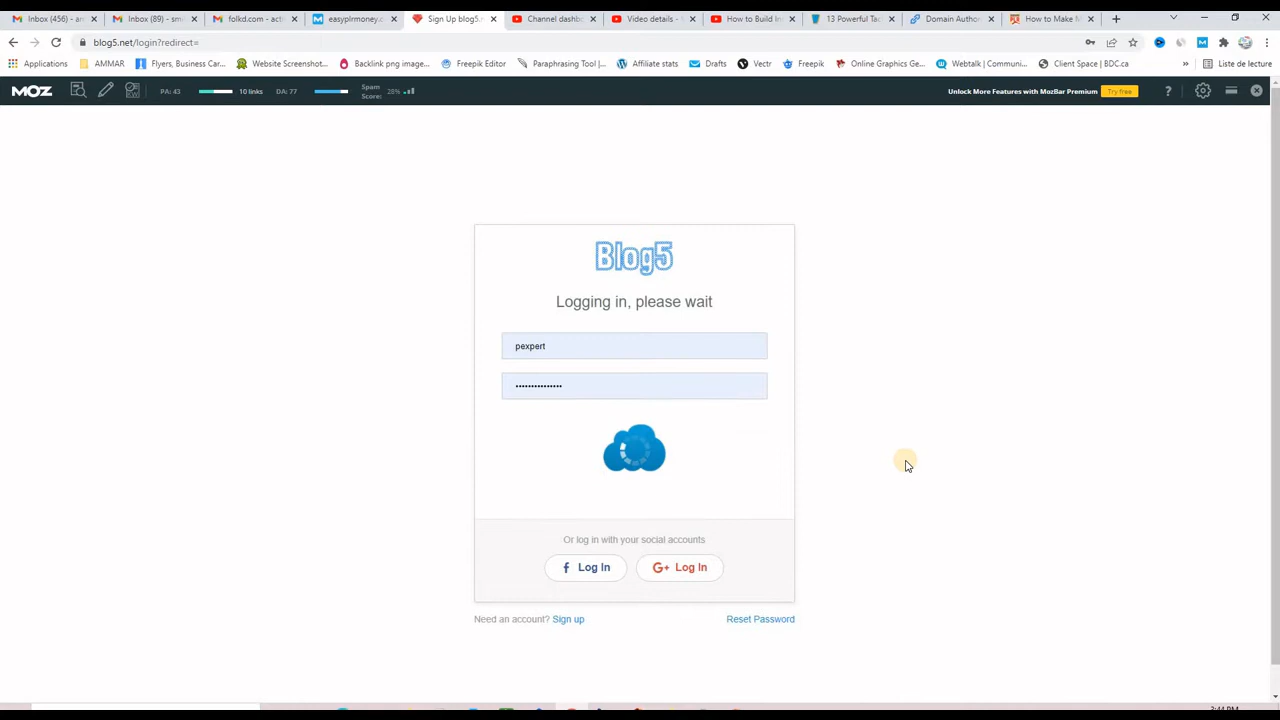 Inbox (456) - an
Inbox (89) - sm
folkd.com - acti
easyplrmoney.c
Sign Up blog5.
Channel dashbo
Video details -
How to Build In
13 Powerful Ta
Domain Author
How to Make M
blog5.net/login?redirect=
Applications
AMMAR
Flyers, Business Car...
Website Screenshot...
Backlink png image...
Freepik Editor
Paraphrasing Tool |...
Affiliate stats
Drafts
Vectr
Freepik
Online Graphics Ge...
Webtalk | Communi...
Client Space | BDC.ca
»
Liste de lecture
MOZ
PA: 43
10 links
DA: 77
Spam
Score:
28%
Unlock More Features with MozBar Premium
Try free
Blog5
Logging in, please wait
pexpert
•••••••••••••••
Or log in with your social accounts
f Log In
G+ Log In
Need an account? Sign up
Reset Password